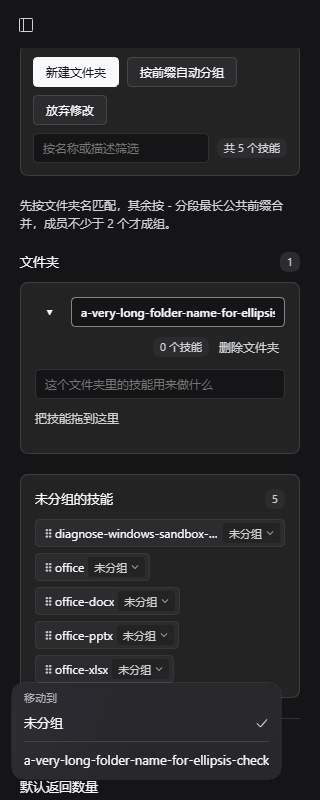 新建文件夹
按前缀自动分组
放弃修改
按名称或描述筛选
共 5 个技能
先按文件夹名匹配，其余按 - 分段最长公共前缀合
并，成员不少于 2 个才成组。
文件夹
1
a-very-long-folder-name-for-ellipsis
0 个技能
删除文件夹
这个文件夹里的技能用来做什么
把技能拖到这里
未分组的技能
5
diagnose-windows-sandbox-...
未分组
office
未分组
office-docx
未分组
office-pptx
未分组
office-xlsx
未分组
移动到
未分组
a-very-long-folder-name-for-ellipsis-check
默认返回数量